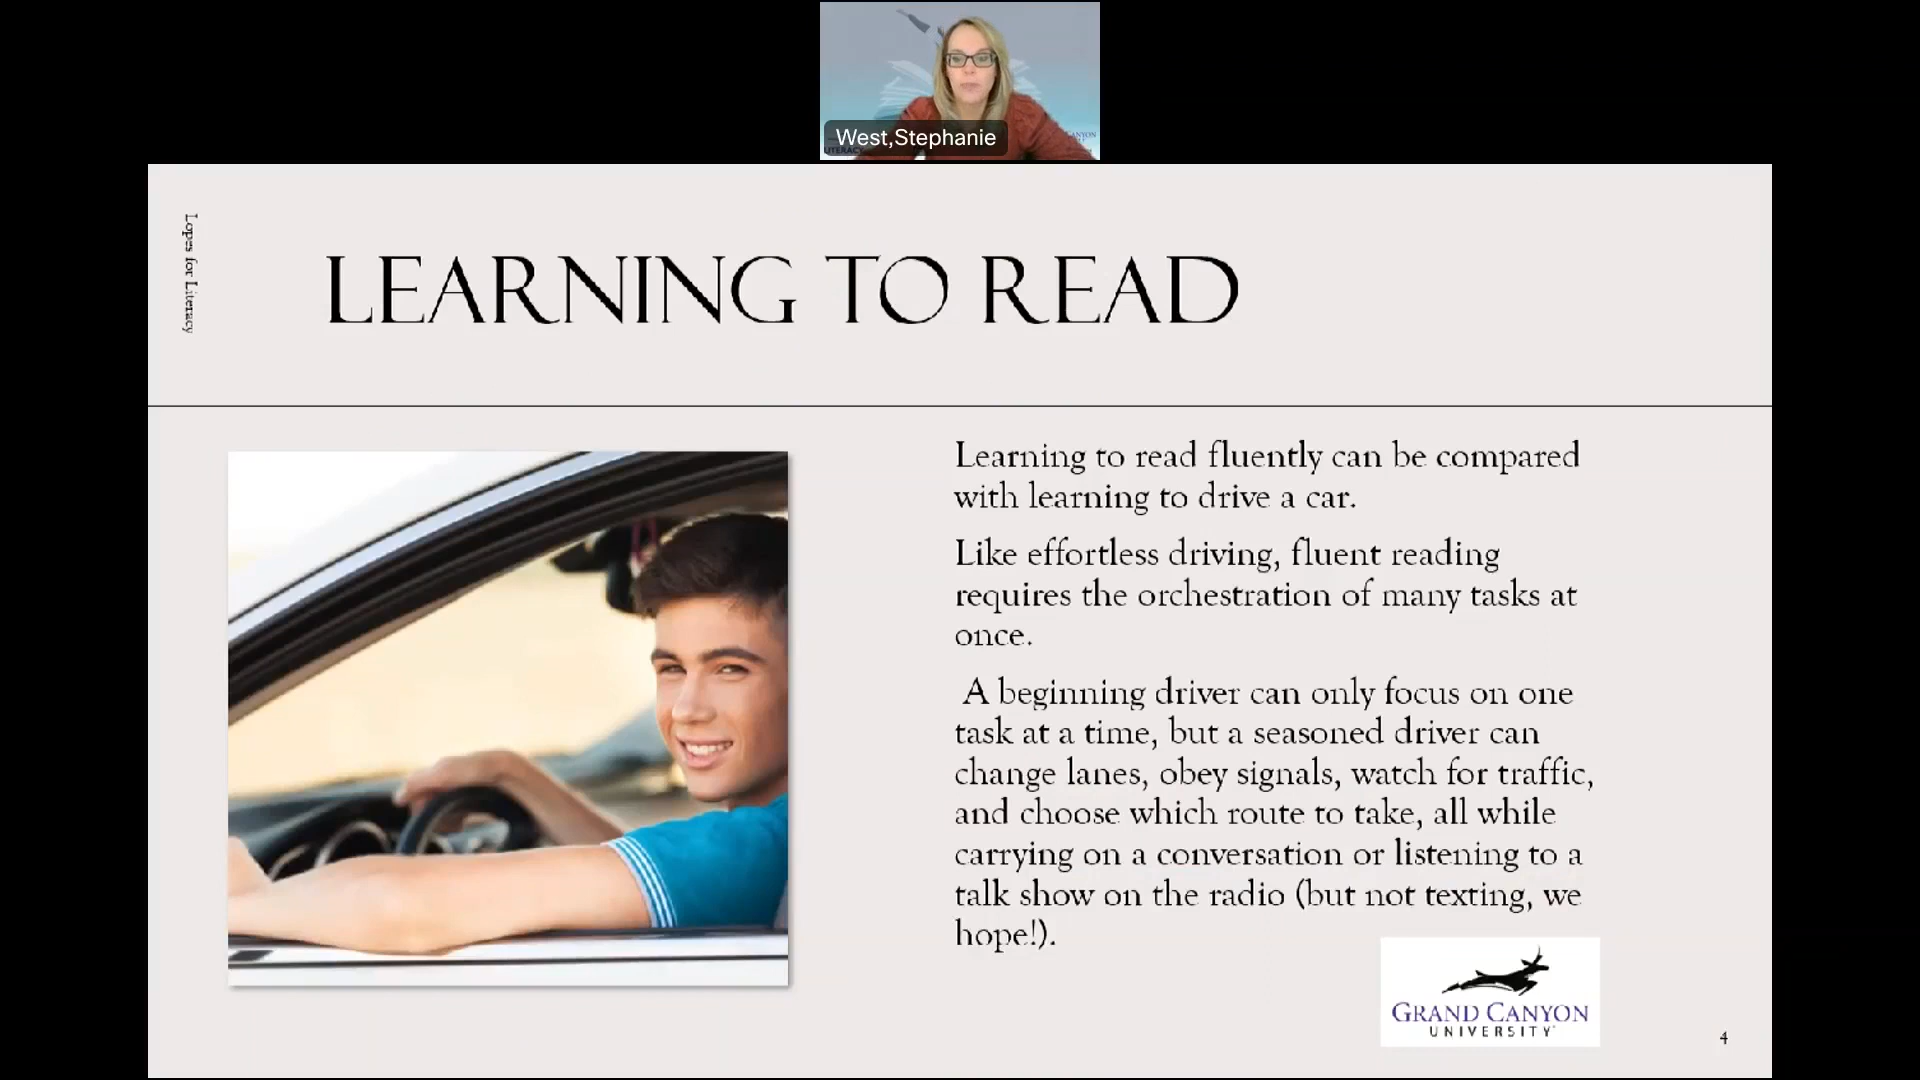 West,Stephanie
CANYON
LITERACY
Lopes for Literacy
LEARNING TO READ
Learning to read fluently can be compared
with learning to drive a car.
Like effortless driving, fluent reading
requires the orchestration of many tasks at
once.
A beginning driver can only focus on one
task at a time, but a seasoned driver can
change lanes, obey signals, watch for traffic,
and choose which route to take, all while
carrying on a conversation or listening to a
talk show on the radio (but not texting, we
hope!).
GRAND CANYON
UNIVERSITY
4